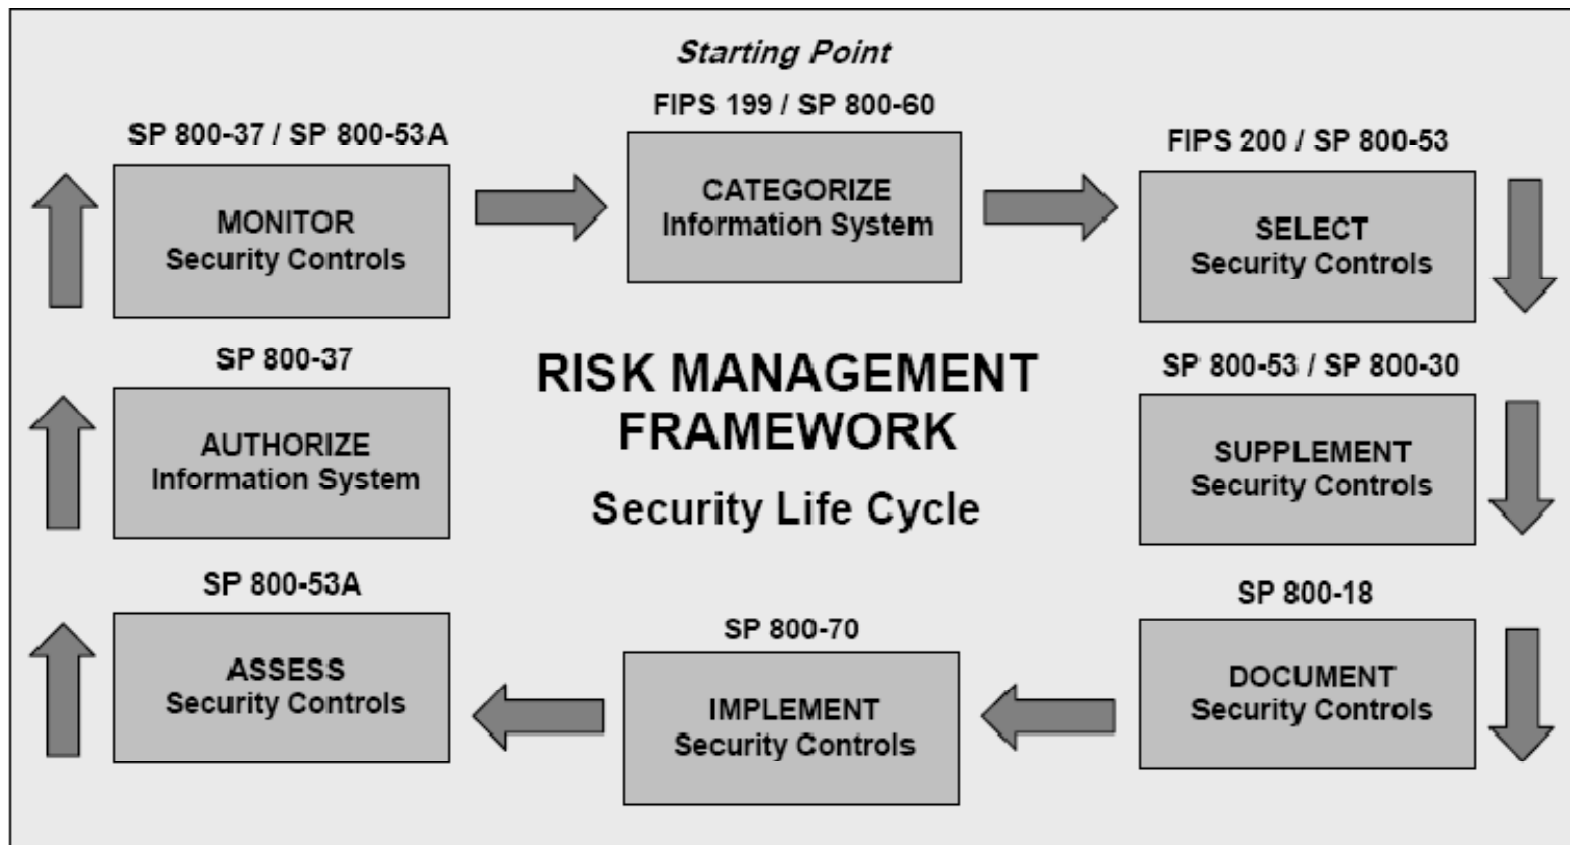 Starting Point
FIPS 199 / SP 800-60
CATEGORIZE
Information System
FIPS 200 / SP 800-53
SELECT
Security Controls
SP 800-53 / SP 800-30
SUPPLEMENT
Security Controls
SP 800-18
DOCUMENT
Security Controls
SP 800-70
IMPLEMENT
Security Controls
SP 800-53A
ASSESS
Security Controls
SP 800-37
AUTHORIZE
Information System
SP 800-37 / SP 800-53A
MONITOR
Security Controls
RISK MANAGEMENT
FRAMEWORK
Security Life Cycle